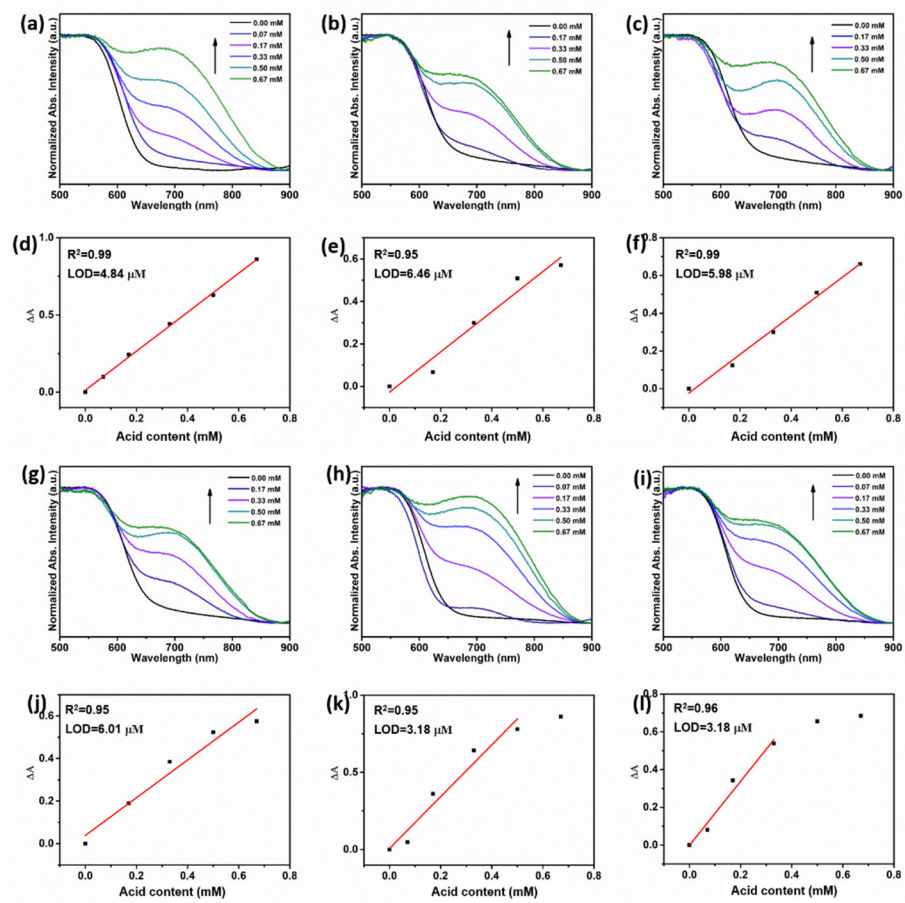 (a)
Normalized Abs. Intensity (a.u.)
0.00 mM
0.07 mM
0.17 mM
0.33 mM
0.50 mM
0.67 mM
500 600 700 800 900
Wavelength (nm)
(b)
Normalized Abs. Intensity (a.u.)
0.00 mM
0.17 mM
0.33 mM
0.50 mM
0.67 mM
500 600 700 800 900
Wavelength (nm)
(c)
Normalized Abs. Intensity (a.u.)
0.00 mM
0.17 mM
0.33 mM
0.50 mM
0.67 mM
500 600 700 800 900
Wavelength (nm)
(d)
R²=0.99
LOD=4.84 μM
ΔA
1.0
0.5
0.0
0.0 0.2 0.4 0.6 0.8
Acid content (mM)
(e)
R²=0.95
LOD=6.46 μM
ΔA
0.6
0.4
0.2
0.0
0.0 0.2 0.4 0.6 0.8
Acid content (mM)
(f)
R²=0.99
LOD=5.98 μM
ΔA
0.8
0.6
0.4
0.2
0.0
0.0 0.2 0.4 0.6 0.8
Acid content (mM)
(g)
Normalized Abs. Intensity (a.u.)
0.00 mM
0.17 mM
0.33 mM
0.50 mM
0.67 mM
500 600 700 800 900
Wavelength (nm)
(h)
Normalized Abs. Intensity (a.u.)
0.00 mM
0.07 mM
0.17 mM
0.33 mM
0.50 mM
0.67 mM
500 600 700 800 900
Wavelength (nm)
(i)
Normalized Abs. Intensity (a.u.)
0.00 mM
0.07 mM
0.17 mM
0.33 mM
0.50 mM
0.67 mM
500 600 700 800 900
Wavelength (nm)
(j)
R²=0.95
LOD=6.01 μM
ΔA
0.6
0.4
0.2
0.0
0.0 0.2 0.4 0.6 0.8
Acid content (mM)
(k)
R²=0.95
LOD=3.18 μM
ΔA
1.0
0.5
0.0
0.0 0.2 0.4 0.6 0.8
Acid content (mM)
(l)
R²=0.96
LOD=3.18 μM
ΔA
0.8
0.6
0.4
0.2
0.0
0.0 0.2 0.4 0.6 0.8
Acid content (mM)